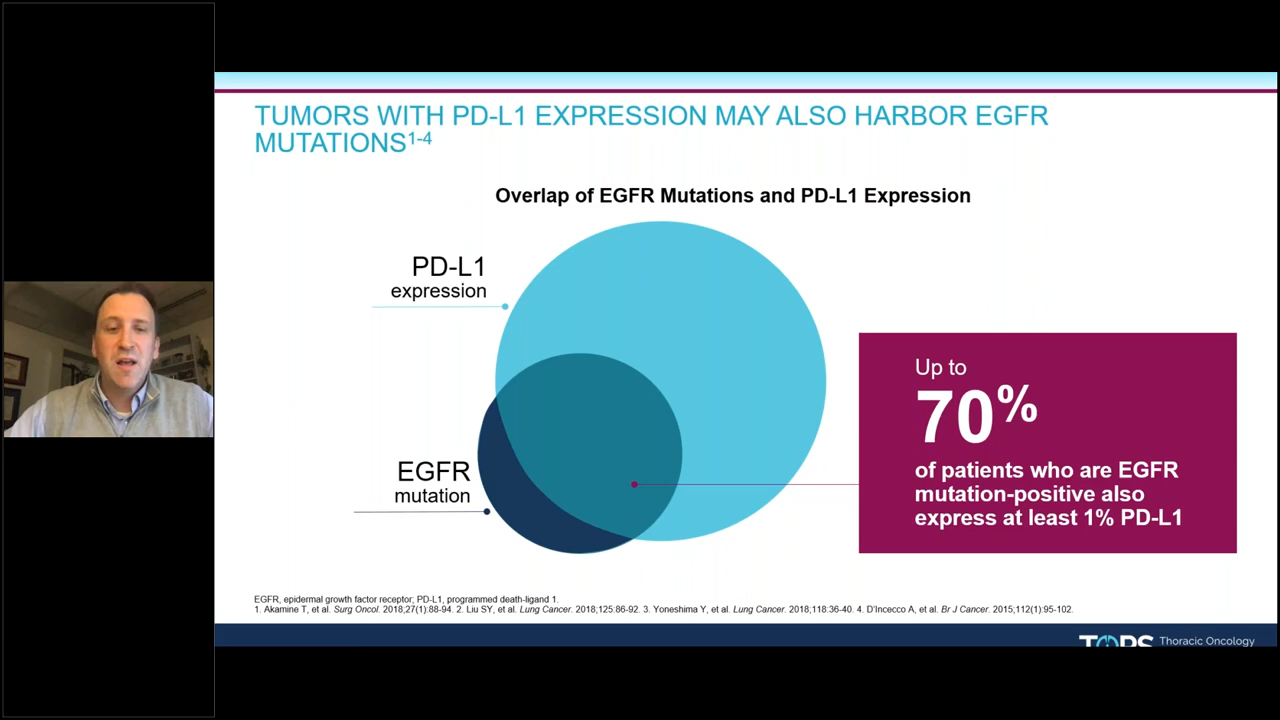 TUMORS WITH PD-L1 EXPRESSION MAY ALSO HARBOR EGFR
MUTATIONS1-4
Overlap of EGFR Mutations and PD-L1 Expression
PD-L1
expression
EGFR
mutation
Up to
70%
of patients who are EGFR
mutation-positive also
express at least 1% PD-L1
EGFR, epidermal growth factor receptor; PD-L1, programmed death-ligand 1.
1. Akamine T, et al. Surg Oncol. 2018;27(1):88-94. 2. Liu SY, et al. Lung Cancer. 2018;125:86-92. 3. Yoneshima Y, et al. Lung Cancer. 2018;118:36-40. 4. D'Incecco A, et al. Br J Cancer. 2015;112(1):95-102.
TOPS Thoracic Oncology